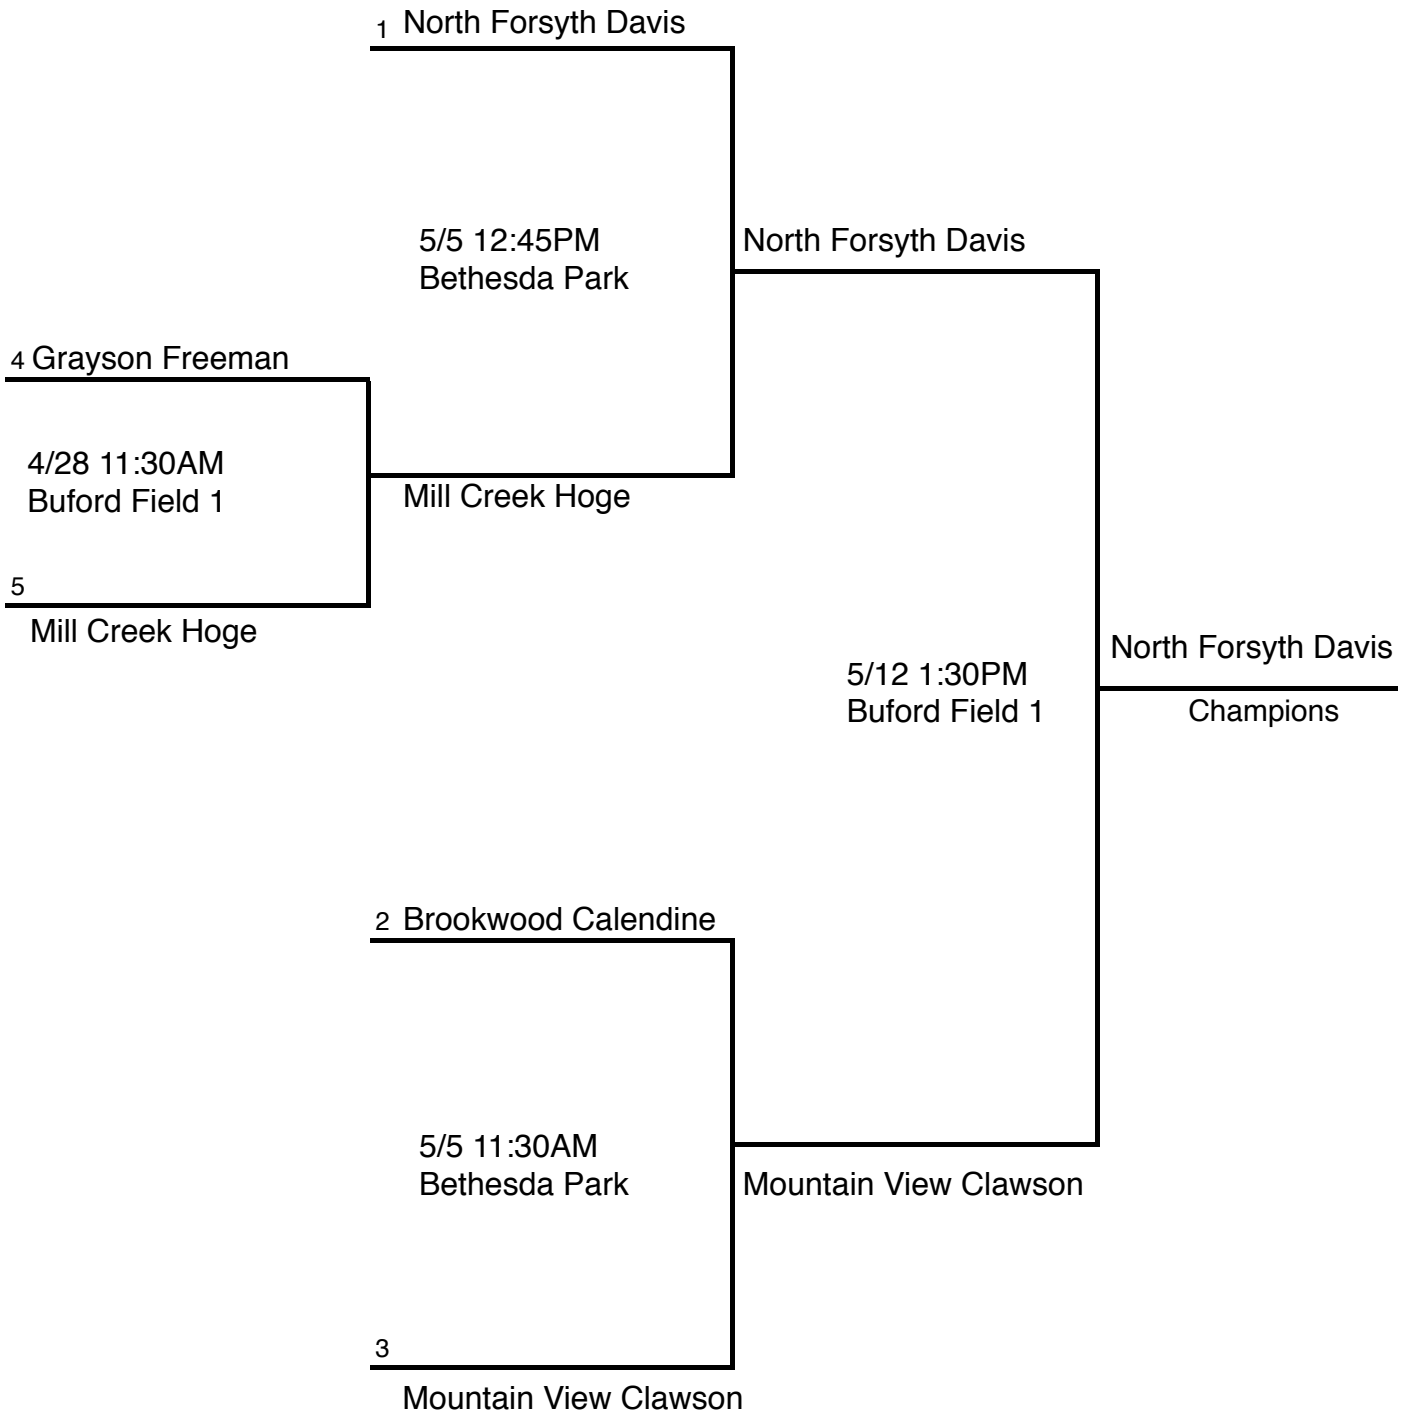 1 North Forsyth Davis
5/5 12:45PM
Bethesda Park
North Forsyth Davis
4 Grayson Freeman
4/28 11:30AM
Buford Field 1
Mill Creek Hoge
5
Mill Creek Hoge
North Forsyth Davis
Champions
5/12 1:30PM
Buford Field 1
2 Brookwood Calendine
5/5 11:30AM
Bethesda Park
Mountain View Clawson
3
Mountain View Clawson